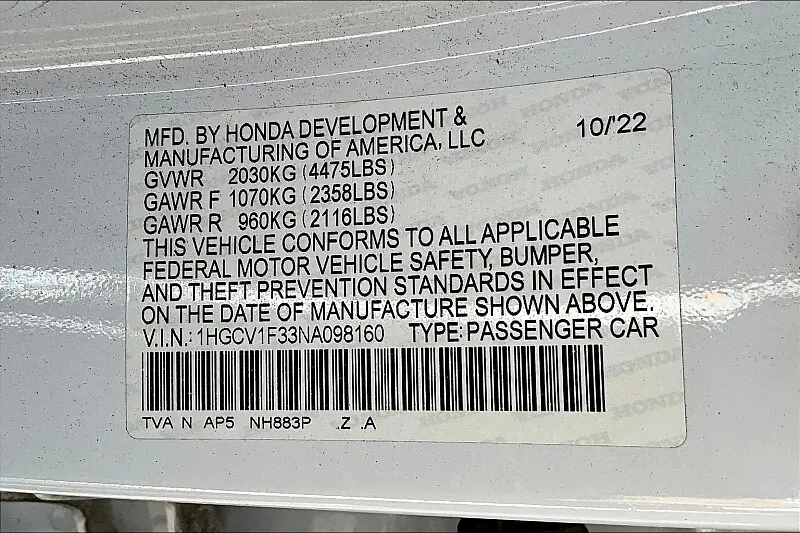 MFD. BY HONDA DEVELOPMENT &
MANUFACTURING OF AMERICA, LLC 10/'22
GVWR 2030KG (4475LBS)
GAWR F 1070KG (2358LBS)
GAWR R 960KG (2116LBS)
THIS VEHICLE CONFORMS TO ALL APPLICABLE
FEDERAL MOTOR VEHICLE SAFETY, BUMPER,
AND THEFT PREVENTION STANDARDS IN EFFECT
ON THE DATE OF MANUFACTURE SHOWN ABOVE.
V.I.N.: 1HGCV1F33NA098160 TYPE: PASSENGER CAR
TVA N AP5 NH883P .Z .A